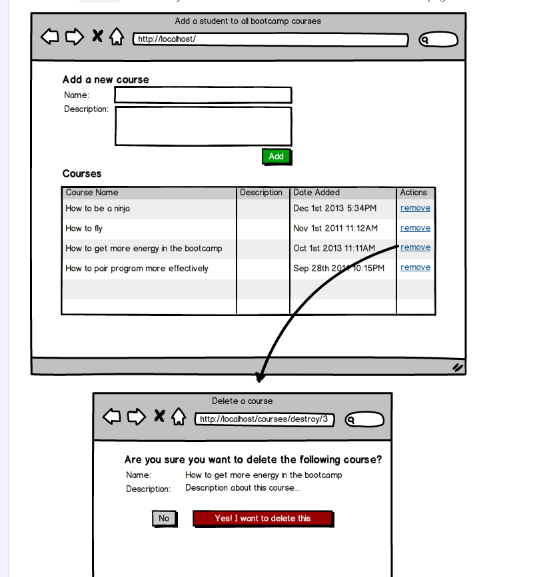 Add a student to all bootcamp courses
http://localhost/
Add a new course
Name:
Description:
Add
Courses
Course Name Description Date Added Actions
How to be a ninja Dec 1st 2013 5:34PM remove
How to fly Nov 1st 2011 11:12AM remove
How to get more energy in the bootcamp Oct 1st 2013 11:11AM remove
How to pair program more effectively Sep 28th 2011 10:15PM remove
Delete a course
http://localhost/courses/destroy/3
Are you sure you want to delete the following course?
Name: How to get more energy in the bootcamp
Description: Description about this course...
No Yes! I want to delete this